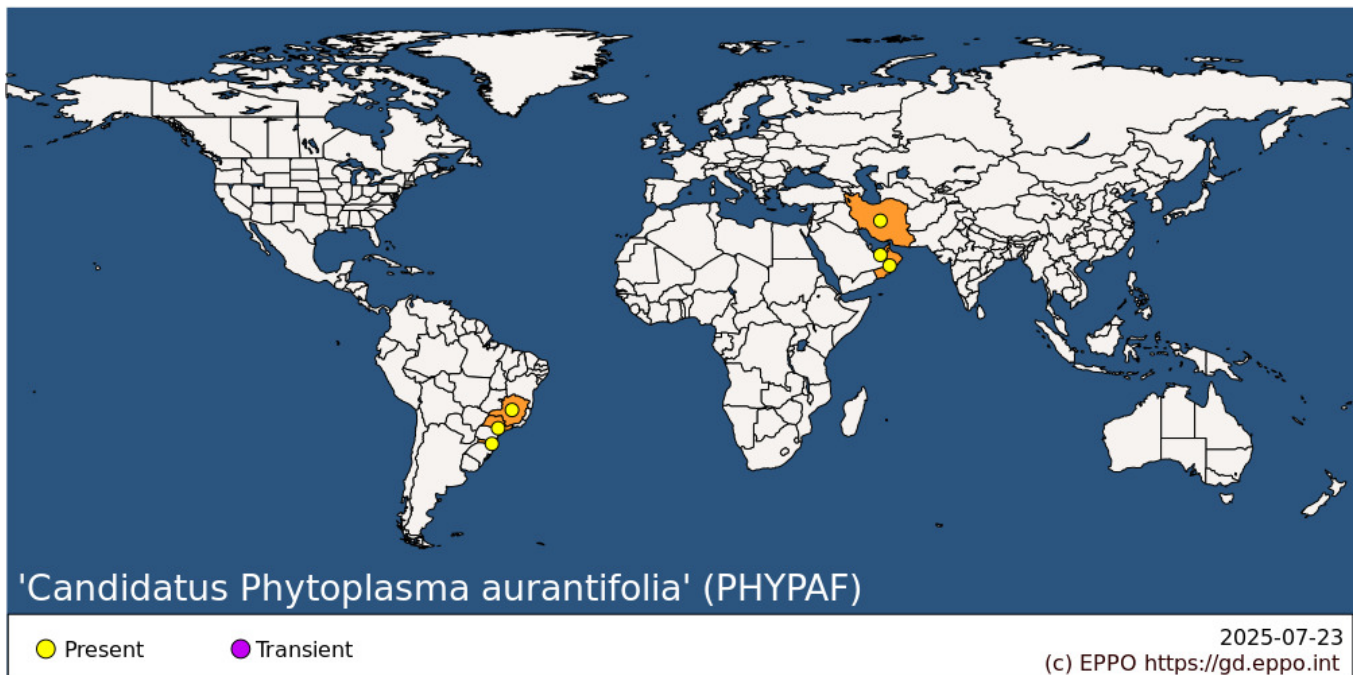 'Candidatus Phytoplasma aurantifolia' (PHYPAF)
Present
Transient
2025-07-23
(c) EPPO https://gd.eppo.int